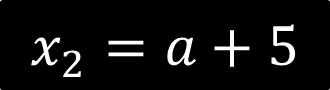 x₂ = a + 5